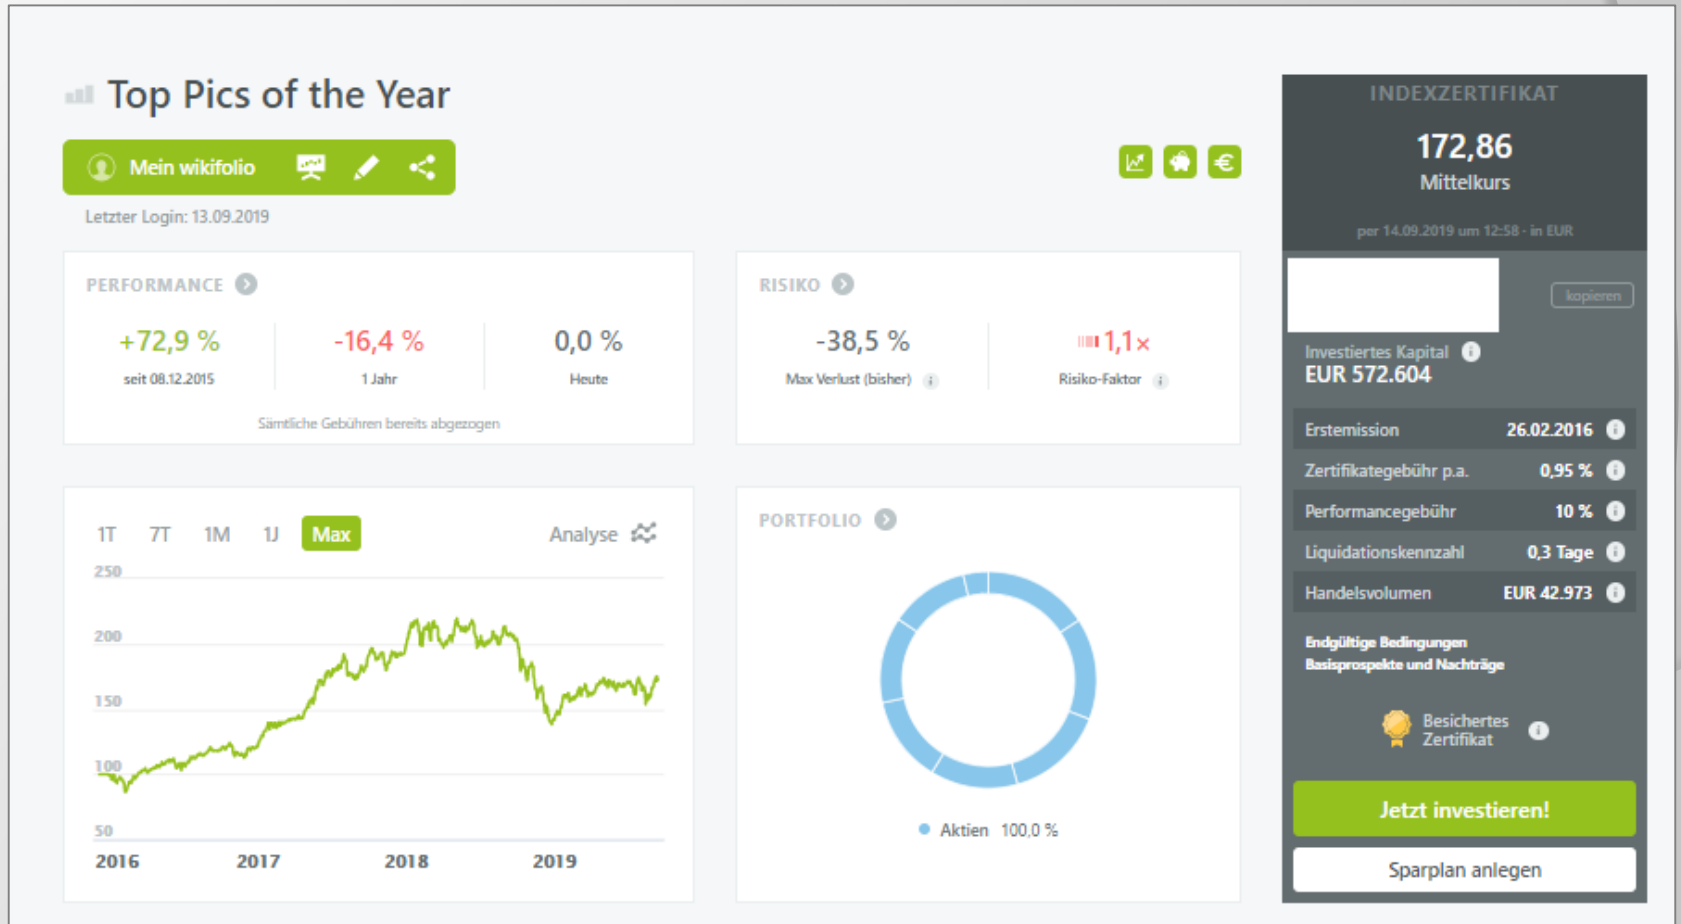 Top Pics of the Year
Mein wikifolio
Letzter Login: 13.09.2019
PERFORMANCE
+72,9 %
seit 08.12.2015
-16,4 %
1 Jahr
0,0 %
Heute
Sämtliche Gebühren bereits abgezogen
RISIKO
-38,5 %
Max Verlust (bisher) i
1,1×
Risiko-Faktor i
1T 7T 1M 1J Max Analyse
250
200
150
100
50
2016 2017 2018 2019
PORTFOLIO
Aktien 100,0 %
INDEXZERTIFIKAT
172,86
Mittelkurs
per 14.09.2019 um 12:58 - in EUR
kopieren
Investiertes Kapital i
EUR 572.604
Erstemission 26.02.2016 i
Zertifikategebühr p.a. 0,95 % i
Performancegebühr 10 % i
Liquidationskennzahl 0,3 Tage i
Handelsvolumen EUR 42.973 i
Endgültige Bedingungen
Basisprospekte und Nachträge
Besichertes
Zertifikat i
Jetzt investieren!
Sparplan anlegen